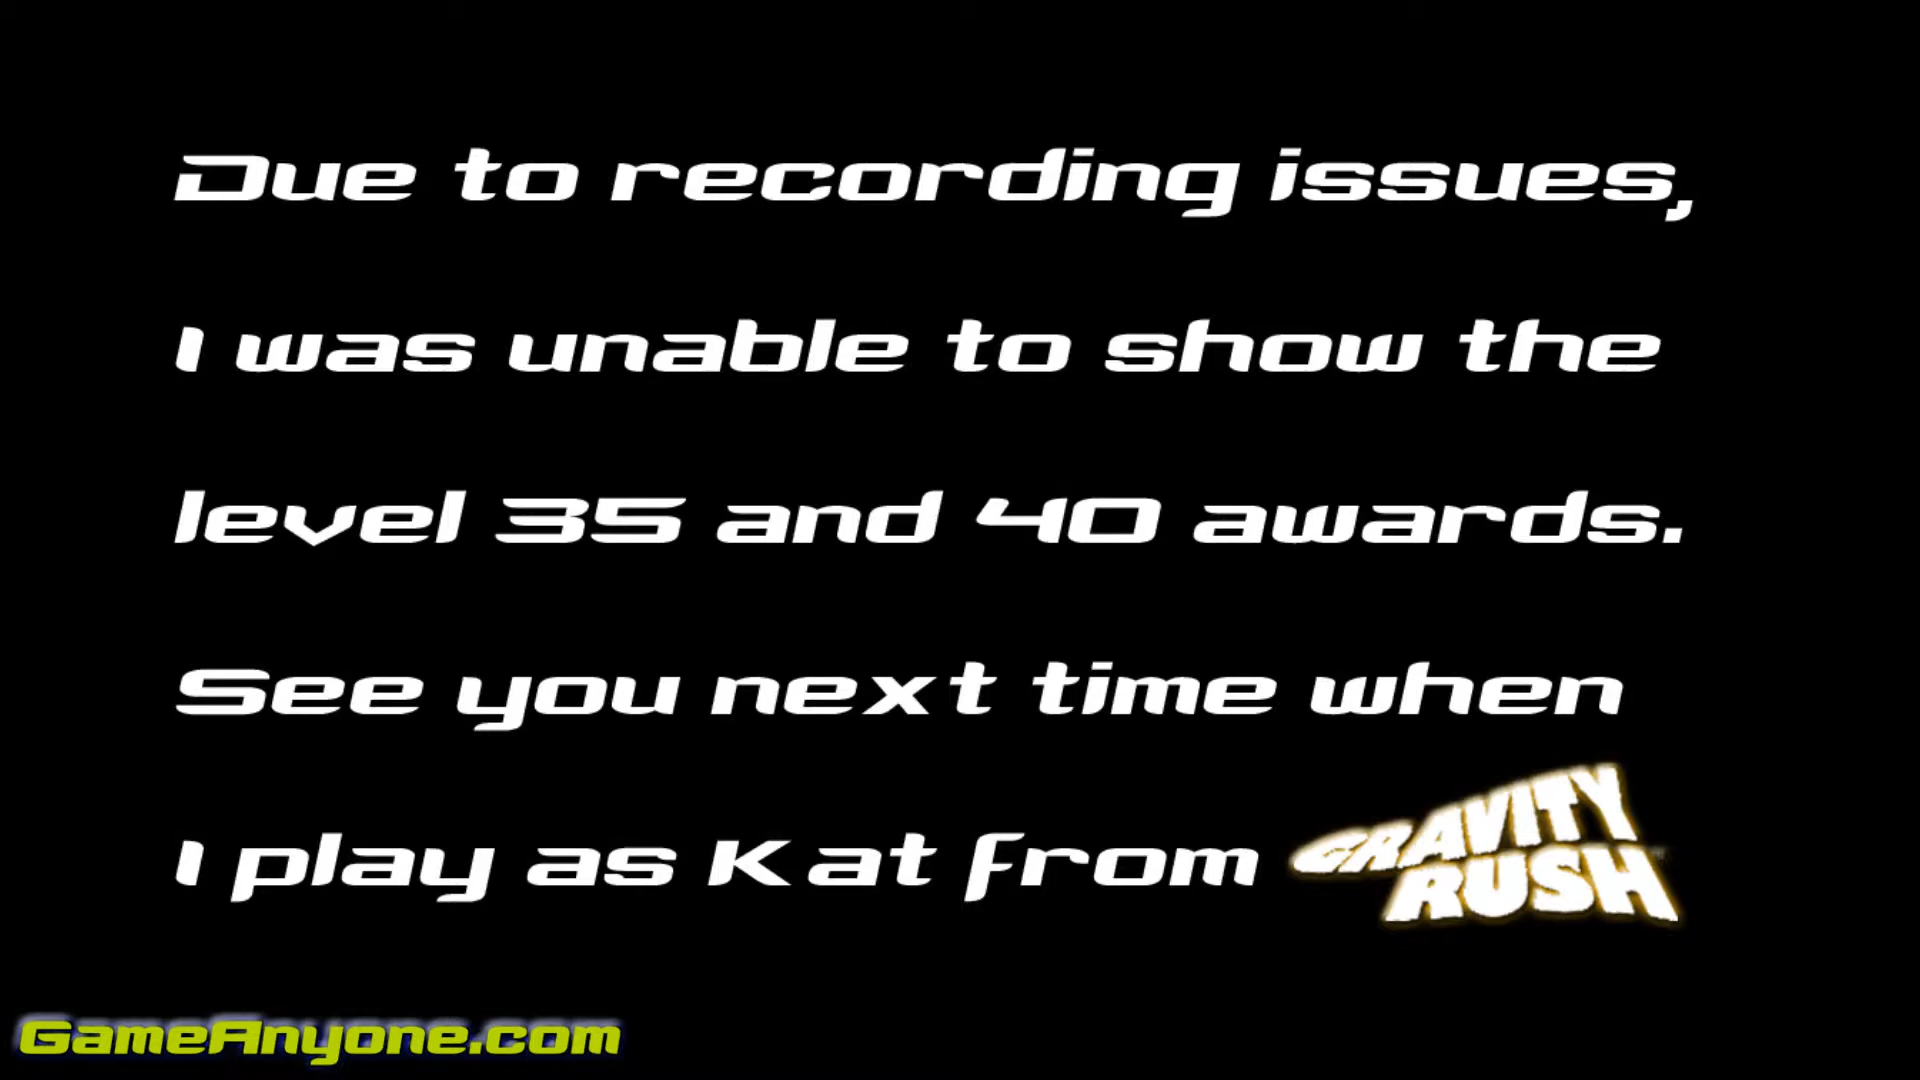 Due to recording issues,
I was unable to show the
level 35 and 40 awards.
See you next time when
I play as Kat from GRAVITY
RUSH
GameAnyone.com